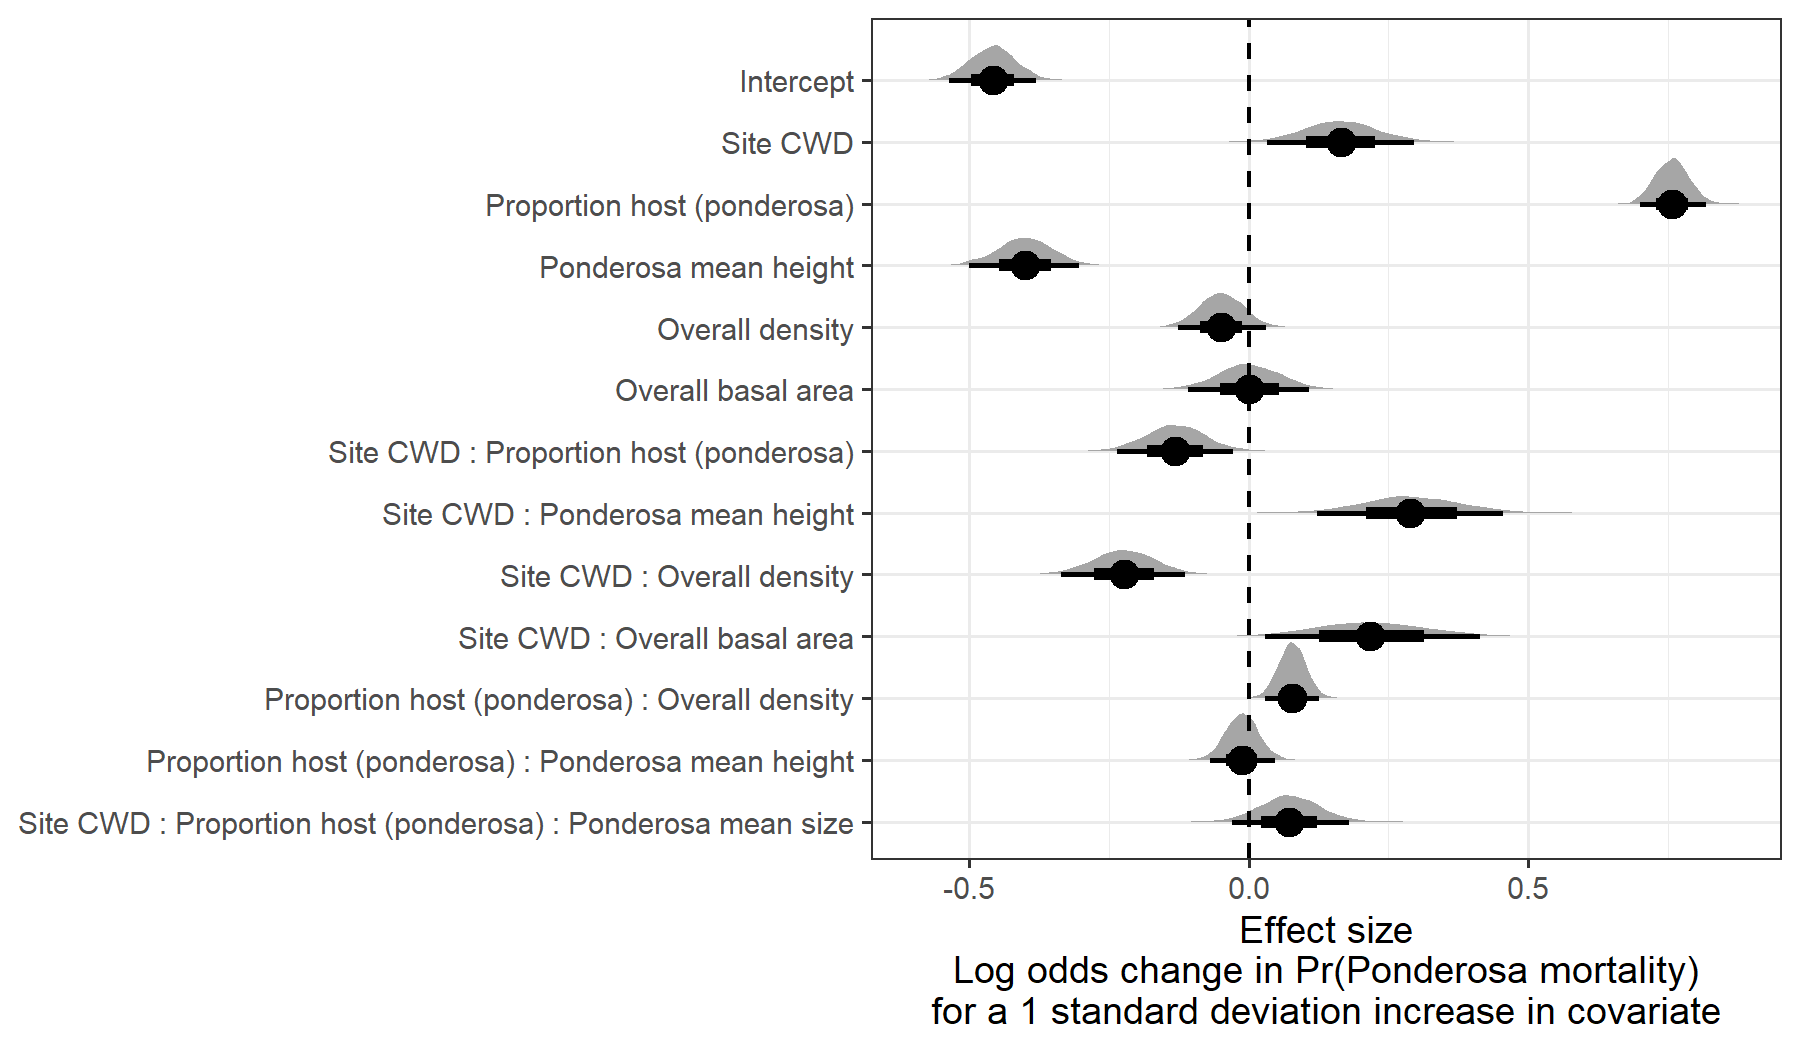 Intercept
Site CWD
Proportion host (ponderosa)
Ponderosa mean height
Overall density
Overall basal area
Site CWD : Proportion host (ponderosa)
Site CWD : Ponderosa mean height
Site CWD : Overall density
Site CWD : Overall basal area
Proportion host (ponderosa) : Overall density
Proportion host (ponderosa) : Ponderosa mean height
Site CWD : Proportion host (ponderosa) : Ponderosa mean size
-0.5 0.0 0.5
Effect size
Log odds change in Pr(Ponderosa mortality)
for a 1 standard deviation increase in covariate